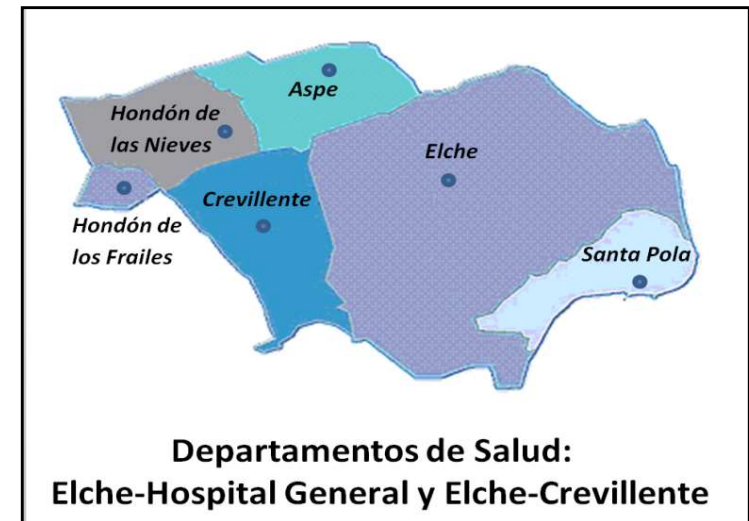 Aspe
Hondón de
las Nieves
Elche
Crevillente
Hondón de
los Frailes
Santa Pola
Departamentos de Salud:
Elche-Hospital General y Elche-Crevillente